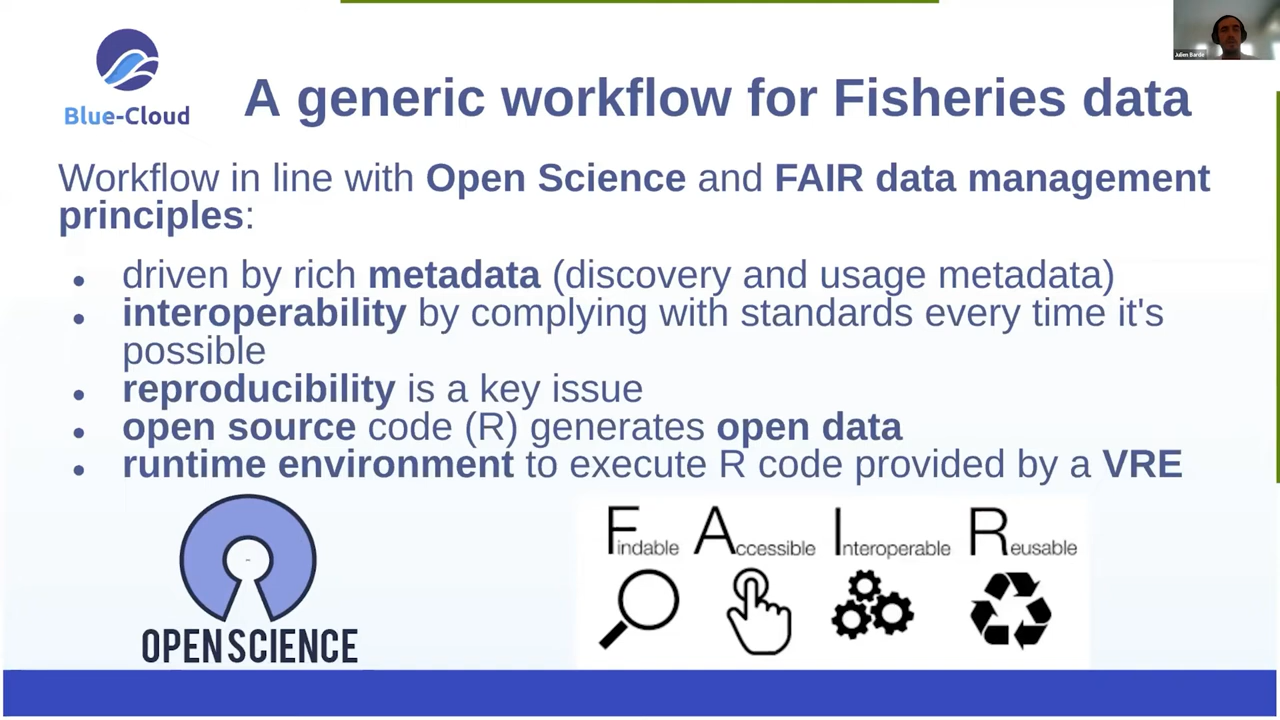 Julien Barde
Blue-Cloud
A generic workflow for Fisheries data
Workflow in line with Open Science and FAIR data management
principles:
driven by rich metadata (discovery and usage metadata)
interoperability by complying with standards every time it's
possible
reproducibility is a key issue
open source code (R) generates open data
runtime environment to execute R code provided by a VRE
Findable Accessible Interoperable Reusable
OPEN SCIENCE